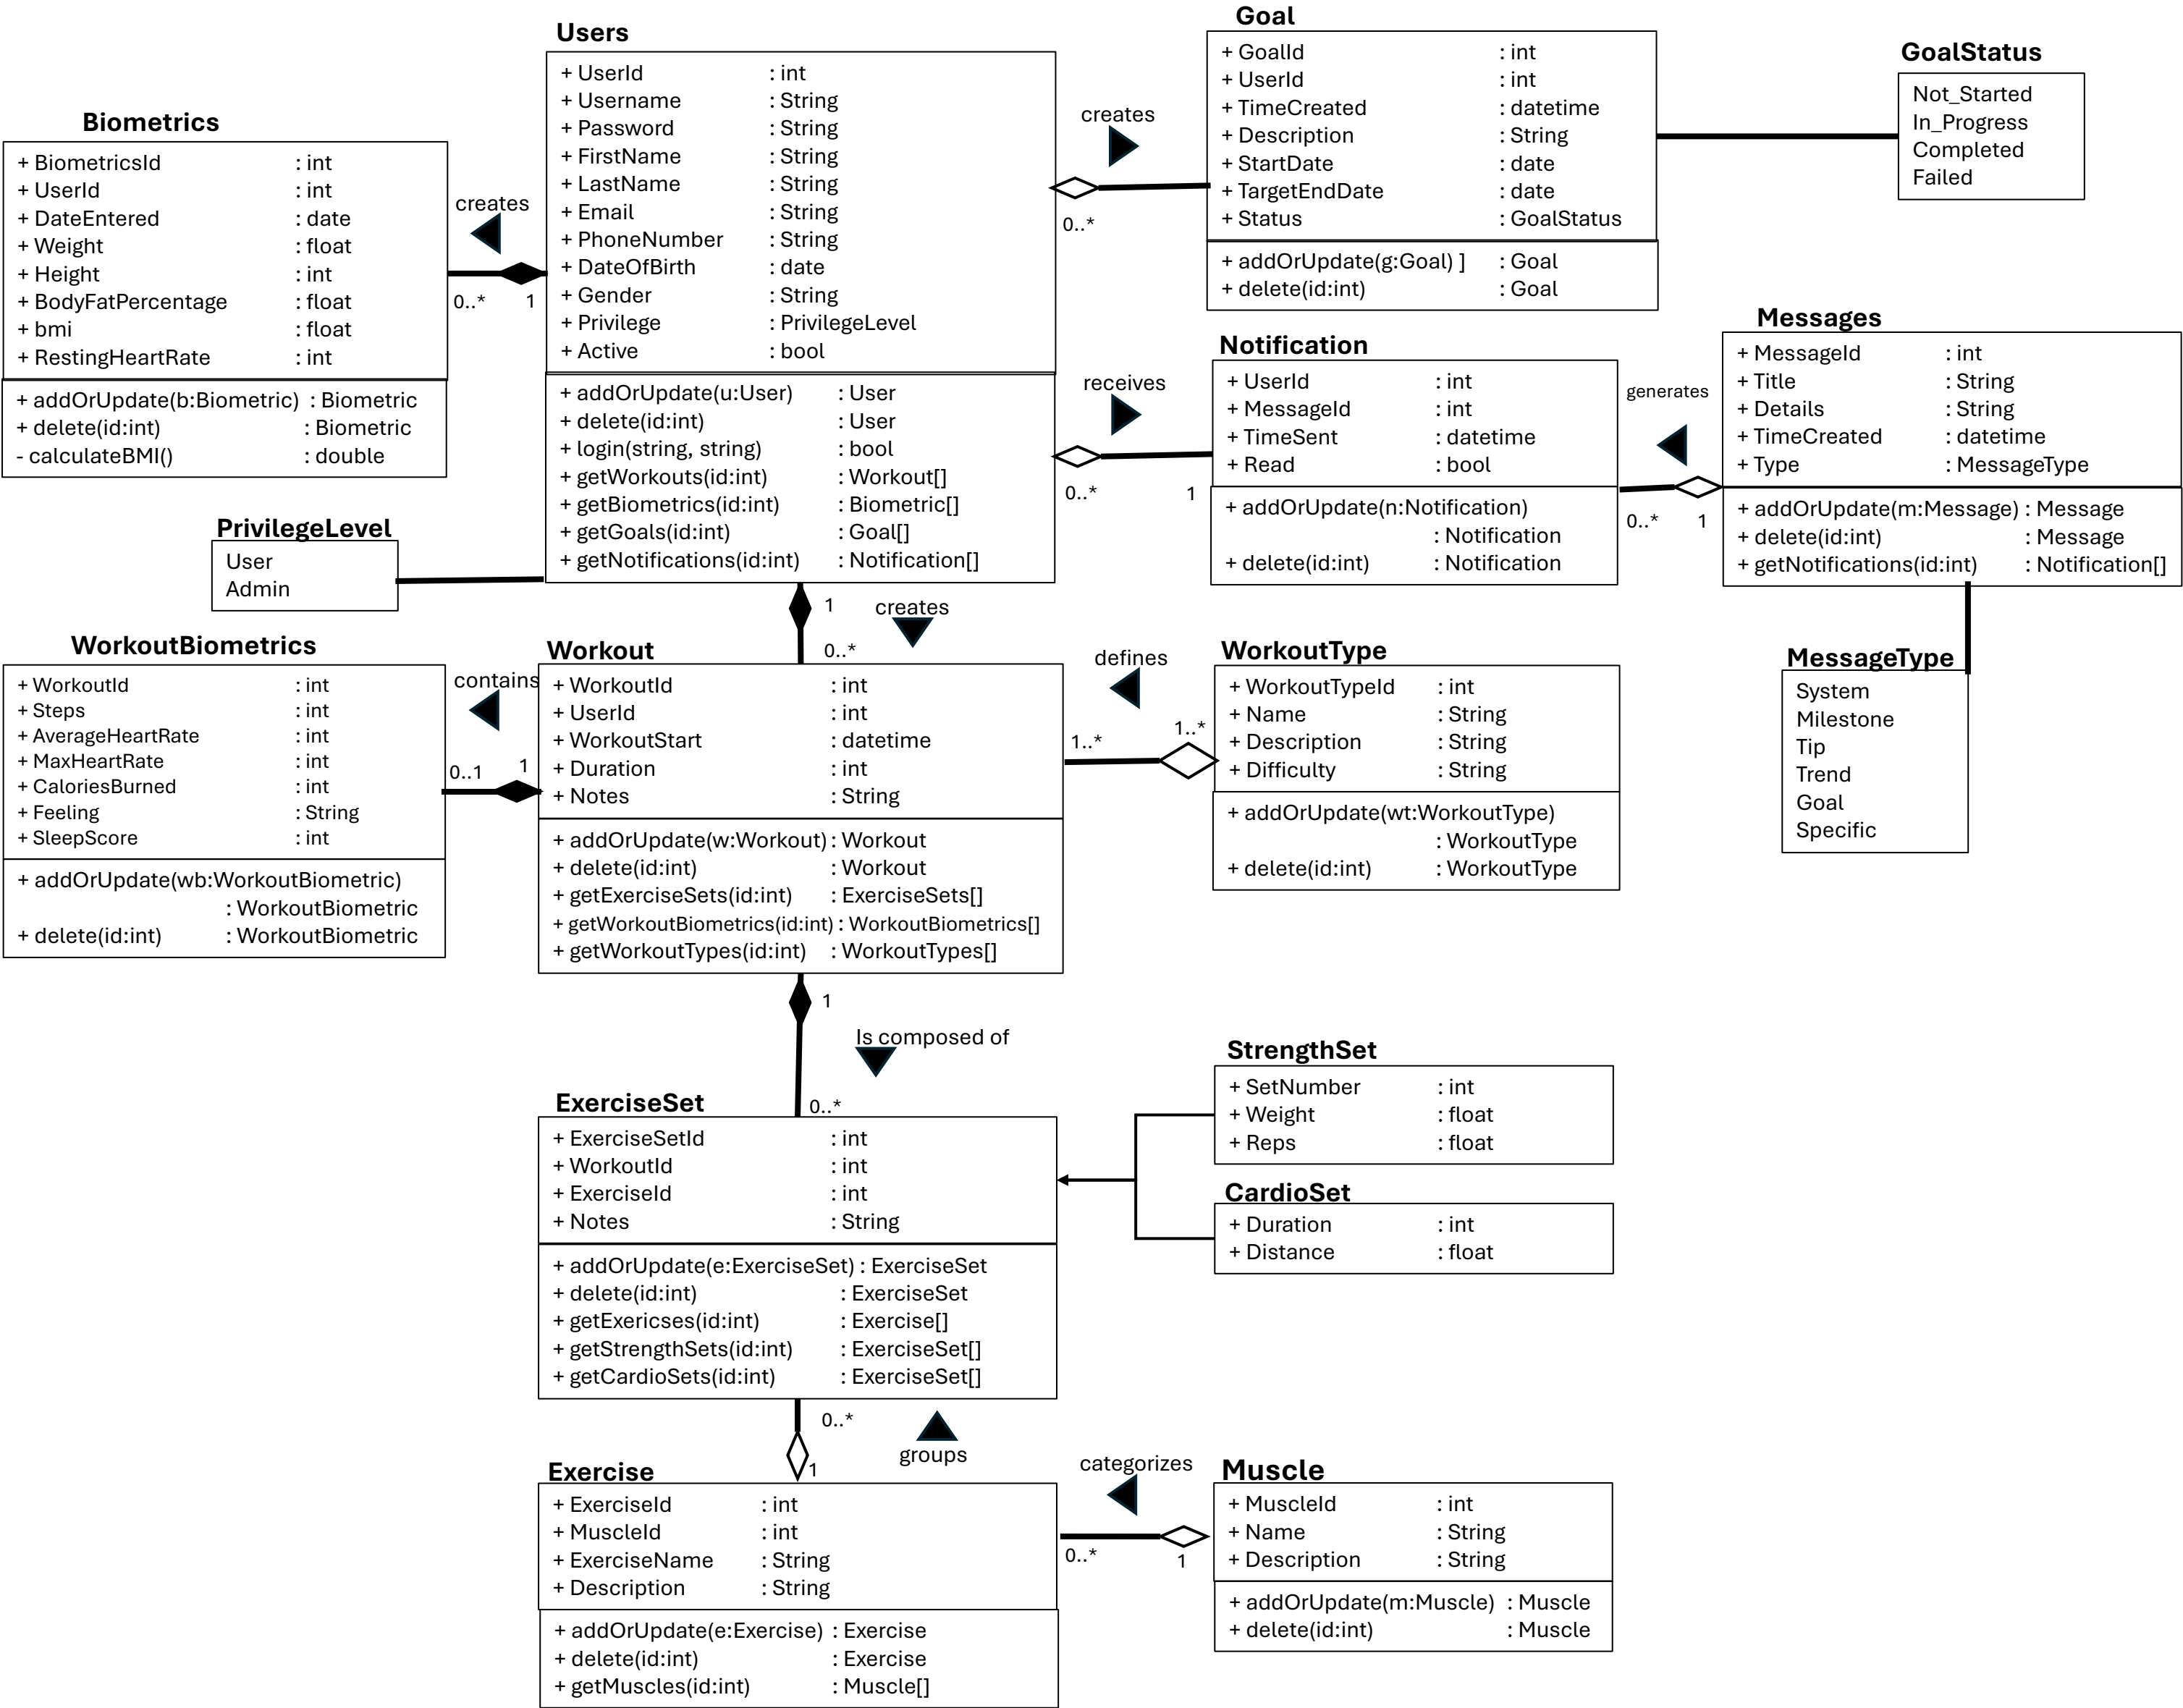 Users
+ UserId : int
+ Username : String
+ Password : String
+ FirstName : String
+ LastName : String
+ Email : String
+ PhoneNumber : String
+ DateOfBirth : date
+ Gender : String
+ Privilege : PrivilegeLevel
+ Active : bool
+ addOrUpdate(u:User) : User
+ delete(id:int) : User
+ login(string, string) : bool
+ getWorkouts(id:int) : Workout[]
+ getBiometrics(id:int) : Biometric[]
+ getGoals(id:int) : Goal[]
+ getNotifications(id:int) : Notification[]
Goal
+ GoalId : int
+ UserId : int
+ TimeCreated : datetime
+ Description : String
+ StartDate : date
+ TargetEndDate : date
+ Status : GoalStatus
+ addOrUpdate(g:Goal) ] : Goal
+ delete(id:int) : Goal
creates
0..*
GoalStatus
Not_Started
In_Progress
Completed
Failed
Biometrics
+ BiometricsId : int
+ UserId : int
+ DateEntered : date
+ Weight : float
+ Height : int
+ BodyFatPercentage : float
+ bmi : float
+ RestingHeartRate : int
+ addOrUpdate(b:Biometric) : Biometric
+ delete(id:int) : Biometric
- calculateBMI() : double
creates
0..* 1
Notification
+ UserId : int
+ MessageId : int
+ TimeSent : datetime
+ Read : bool
+ addOrUpdate(n:Notification)
: Notification
+ delete(id:int) : Notification
receives
0..* 1
Messages
+ MessageId : int
+ Title : String
+ Details : String
+ TimeCreated : datetime
+ Type : MessageType
+ addOrUpdate(m:Message) : Message
+ delete(id:int) : Message
+ getNotifications(id:int) : Notification[]
generates
0..* 1
PrivilegeLevel
User
Admin
1 creates
0..*
WorkoutBiometrics
+ WorkoutId : int
+ Steps : int
+ AverageHeartRate : int
+ MaxHeartRate : int
+ CaloriesBurned : int
+ Feeling : String
+ SleepScore : int
+ addOrUpdate(wb:WorkoutBiometric)
: WorkoutBiometric
+ delete(id:int) : WorkoutBiometric
contains
0..1 1
Workout
+ WorkoutId : int
+ UserId : int
+ WorkoutStart : datetime
+ Duration : int
+ Notes : String
+ addOrUpdate(w:Workout) : Workout
+ delete(id:int) : Workout
+ getExerciseSets(id:int) : ExerciseSets[]
+ getWorkoutBiometrics(id:int) : WorkoutBiometrics[]
+ getWorkoutTypes(id:int) : WorkoutTypes[]
defines
1..* 1..*
WorkoutType
+ WorkoutTypeId : int
+ Name : String
+ Description : String
+ Difficulty : String
+ addOrUpdate(wt:WorkoutType)
: WorkoutType
+ delete(id:int) : WorkoutType
MessageType
System
Milestone
Tip
Trend
Goal
Specific
1
Is composed of
0..*
ExerciseSet
+ ExerciseSetId : int
+ WorkoutId : int
+ ExerciseId : int
+ Notes : String
+ addOrUpdate(e:ExerciseSet) : ExerciseSet
+ delete(id:int) : ExerciseSet
+ getExericses(id:int) : Exercise[]
+ getStrengthSets(id:int) : ExerciseSet[]
+ getCardioSets(id:int) : ExerciseSet[]
StrengthSet
+ SetNumber : int
+ Weight : float
+ Reps : float
CardioSet
+ Duration : int
+ Distance : float
0..*
groups
1
Exercise
+ ExerciseId : int
+ MuscleId : int
+ ExerciseName : String
+ Description : String
+ addOrUpdate(e:Exercise) : Exercise
+ delete(id:int) : Exercise
+ getMuscles(id:int) : Muscle[]
categorizes
0..* 1
Muscle
+ MuscleId : int
+ Name : String
+ Description : String
+ addOrUpdate(m:Muscle) : Muscle
+ delete(id:int) : Muscle